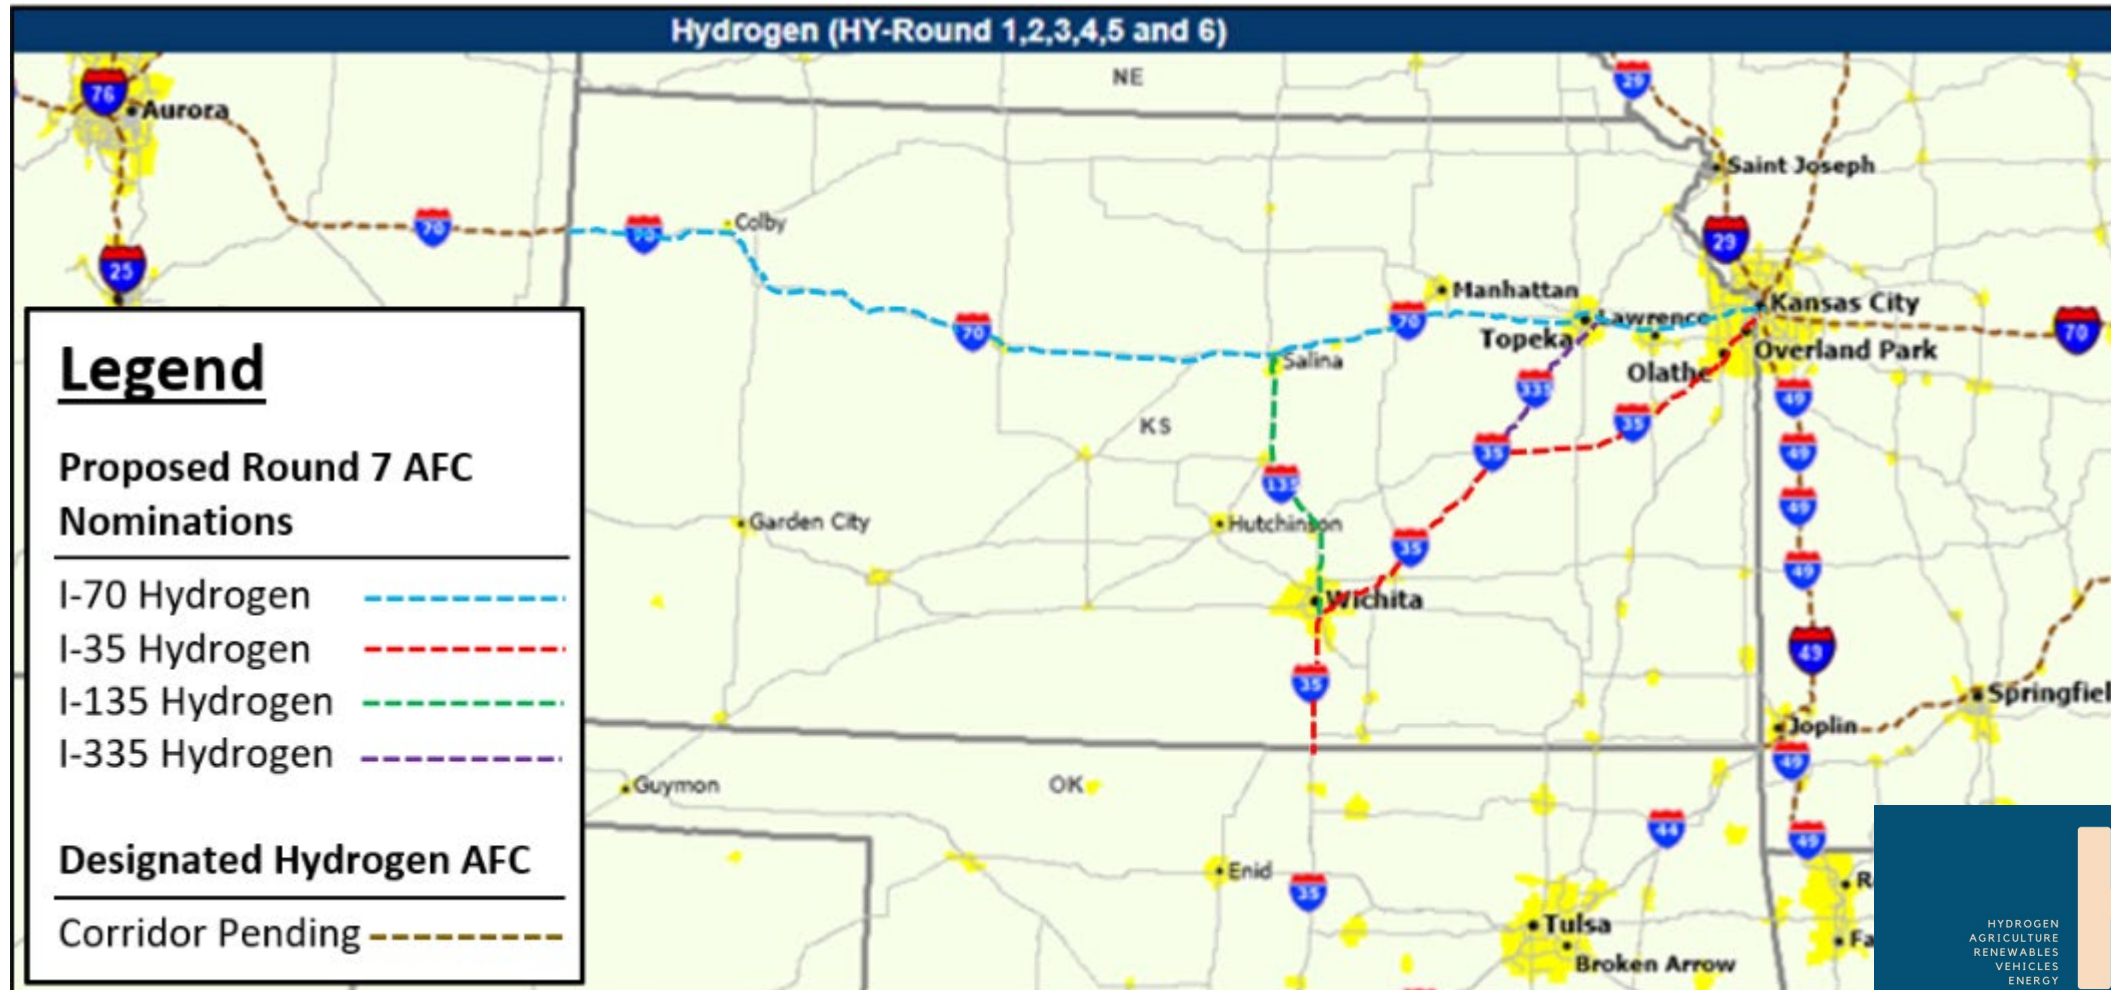 Hydrogen (HY-Round 1,2,3,4,5 and 6)
NE
29
76
Aurora
Saint Joseph
70
70
Colby
29
25
Manhattan
Kansas City
70
70
Lawrence
70
Topeka
Overland Park
Salina
Olathe
335
49
KS
35
35
49
135
49
Garden City
Hutchinson
35
49
Wichita
49
35
Springfiel
Joplin
49
Guymon
OK
44
49
Enid
35
R
Tulsa
Fa
Broken Arrow
Legend
Proposed Round 7 AFC
Nominations
I-70 Hydrogen
I-35 Hydrogen
I-135 Hydrogen
I-335 Hydrogen
Designated Hydrogen AFC
Corridor Pending
HYDROGEN
AGRICULTURE
RENEWABLES
VEHICLES
ENERGY